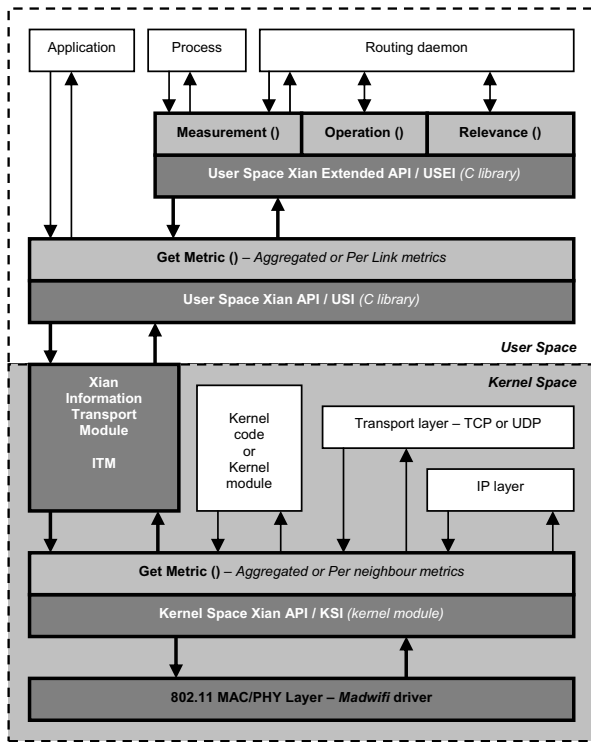 Application
Process
Routing daemon
Measurement ()
Operation ()
Relevance ()
User Space Xian Extended API / USEI (C library)
Get Metric () – Aggregated or Per Link metrics
User Space Xian API / USI (C library)
User Space
Kernel Space
Xian
Information
Transport
Module
ITM
Kernel
code
or
Kernel
module
Transport layer – TCP or UDP
IP layer
Get Metric () – Aggregated or Per neighbour metrics
Kernel Space Xian API / KSI (kernel module)
802.11 MAC/PHY Layer – Madwifi driver